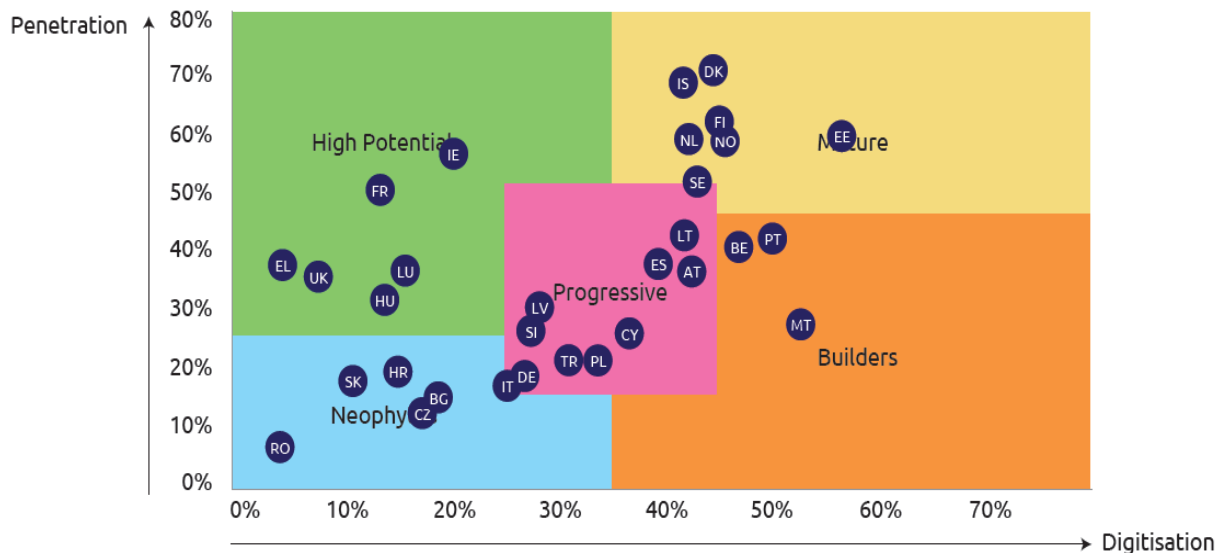 Penetration
80%
70%
60%
50%
40%
30%
20%
10%
0%
DK
IS
FI
EE
NL
NO
High Potential
Mature
IE
SE
FR
LT
PT
BE
EL
ES
LU
AT
UK
Progressive
HU
LV
MT
SI
CY
Builders
TR
PL
HR
DE
SK
IT
BG
CZ
RO
0%
10%
20%
30%
40%
50%
60%
70%
Digitisation